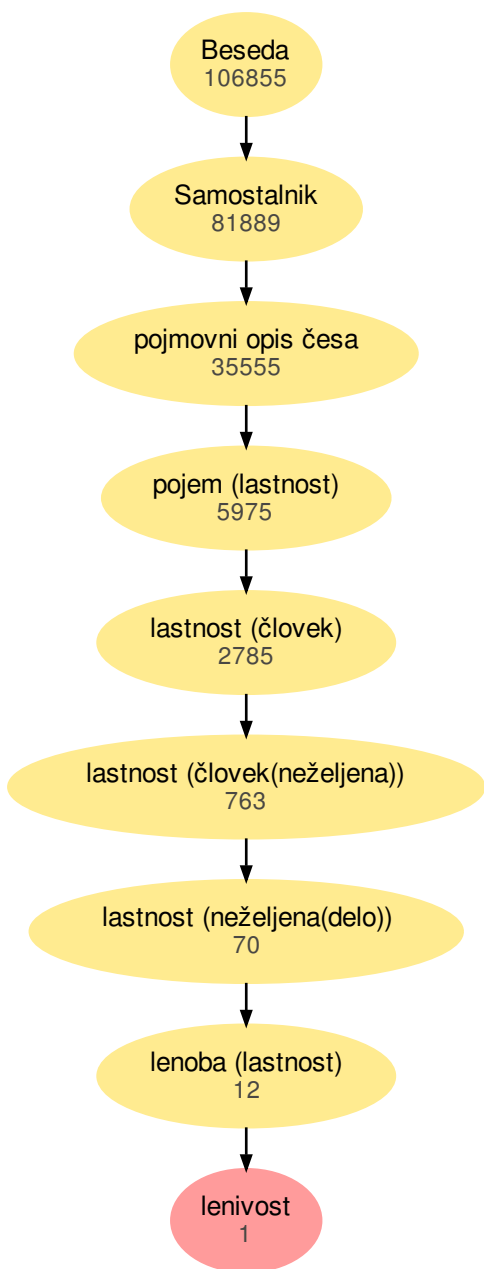 Beseda
106855
Samostalnik
81889
pojmovni opis česa
35555
pojem (lastnost)
5975
lastnost (človek)
2785
lastnost (človek(neželjena))
763
lastnost (neželjena(delo))
70
lenoba (lastnost)
12
lenivost
1